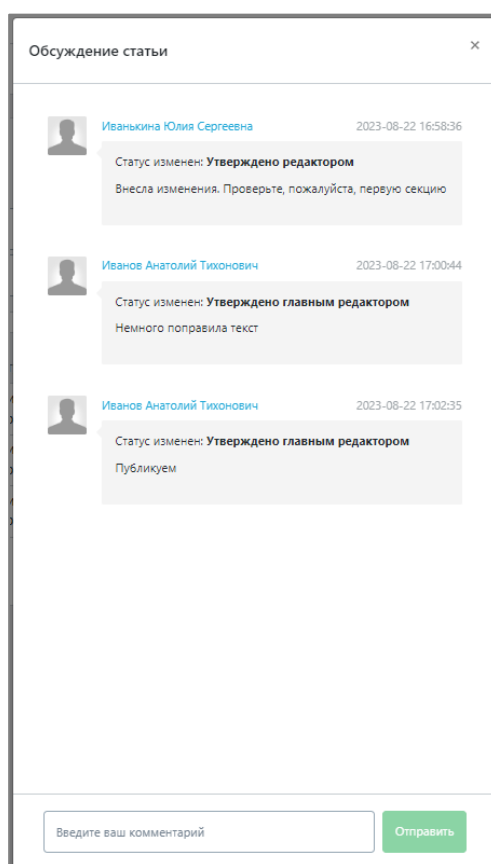 Обсуждение статьи
×
Иванькина Юлия Сергеевна 2023-08-22 16:58:36
Статус изменен: Утверждено редактором
Внесла изменения. Проверьте, пожалуйста, первую секцию
Иванов Анатолий Тихонович 2023-08-22 17:00:44
Статус изменен: Утверждено главным редактором
Немного поправила текст
Иванов Анатолий Тихонович 2023-08-22 17:02:35
Статус изменен: Утверждено главным редактором
Публикуем
Введите ваш комментарий Отправить